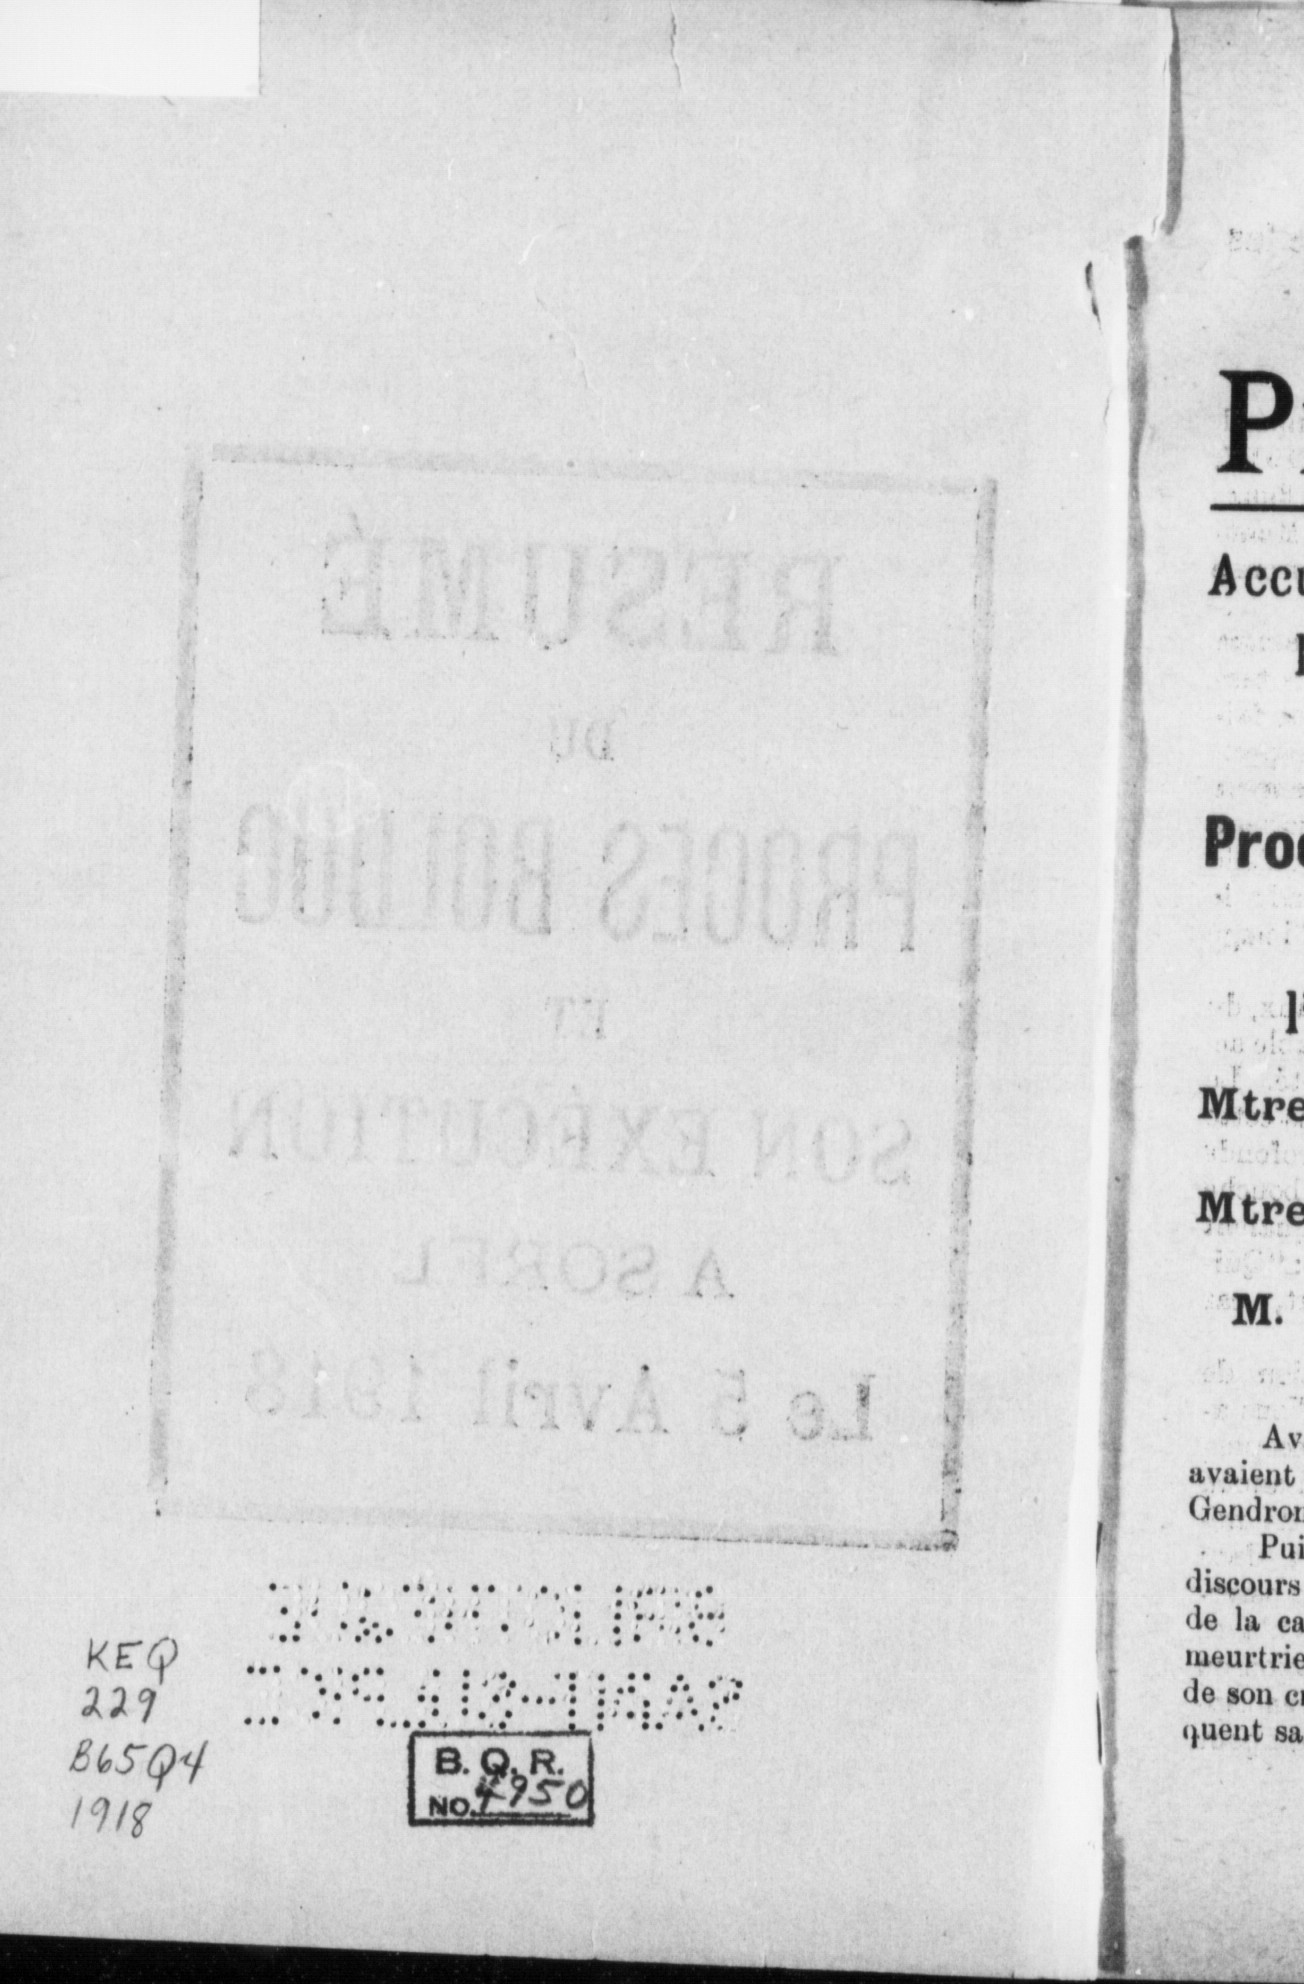 RÉSUMÉ
DU
PROCES BOLDUC
ET
SON EXÉCUTION
A SOREL
Le 5 Avril 1918
KEQ
229
B65Q4
1918
B. Q. R.
NO. 4950
Accu
Mtre
Mtre
M.
Av
avaient
Gendron
Pui
discours
de la ca
meurtrie
de son cr
quent sa